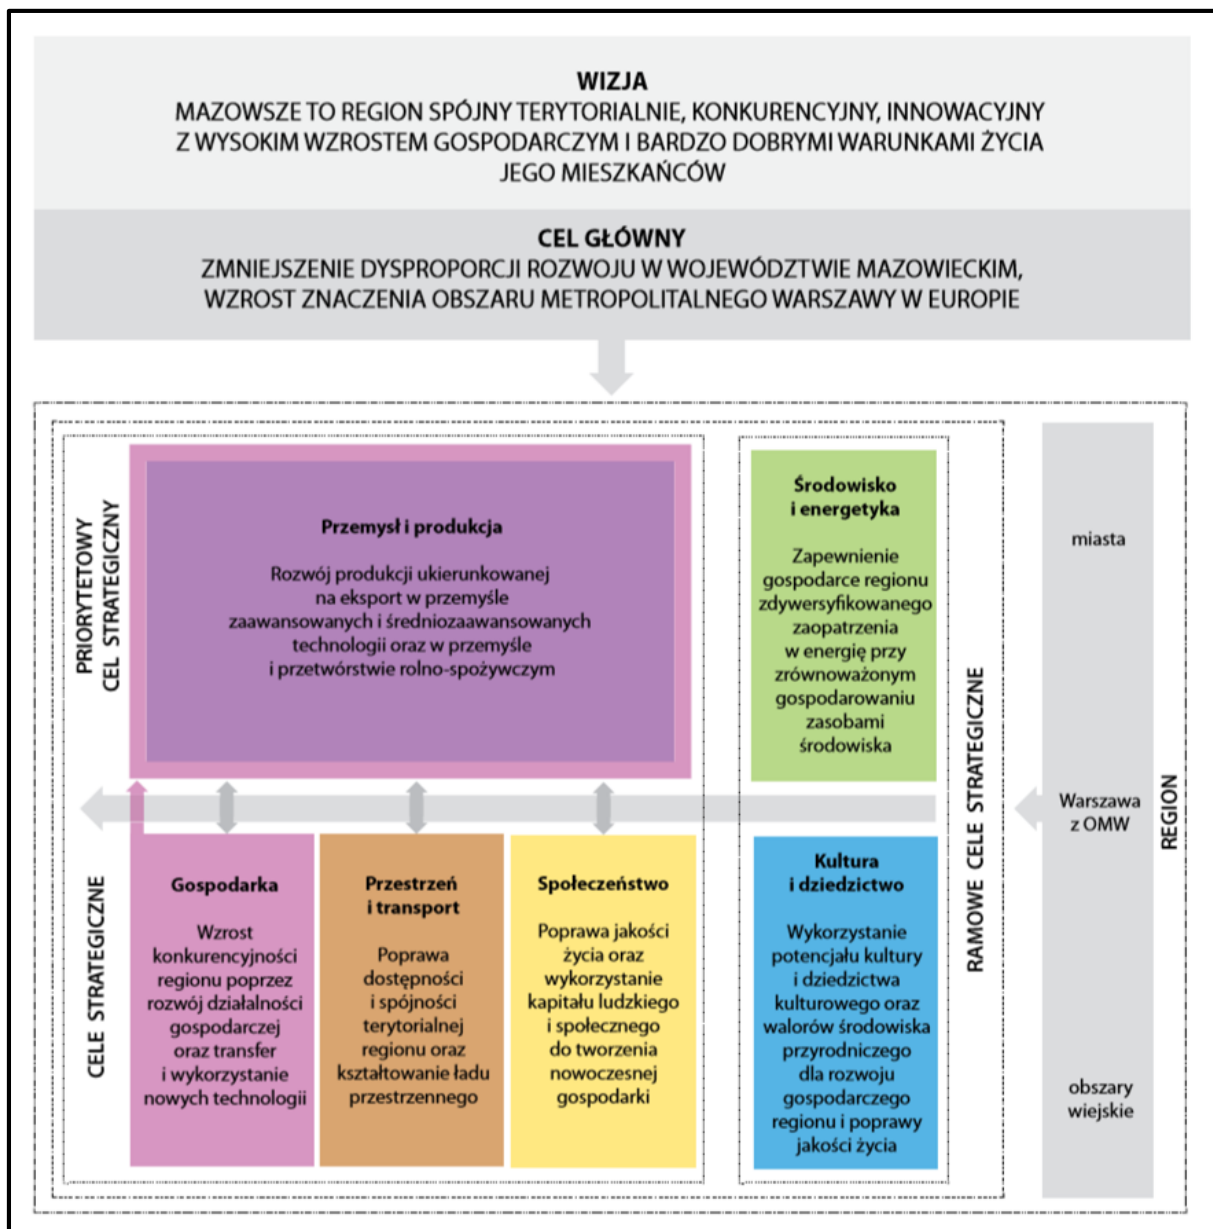 WIZJA
MAZOWSZE TO REGION SPÓJNY TERYTORIALNIE, KONKURENCYJNY, INNOWACYJNY
Z WYSOKIM WZROSTEM GOSPODARCZYM I BARDZO DOBRYMI WARUNKAMI ŻYCIA
JEGO MIESZKAŃCÓW
CEL GŁÓWNY
ZMNIEJSZENIE DYSPROPORCJI ROZWOJU W WOJEWÓDZTWIE MAZOWIECKIM,
WZROST ZNACZENIA OBSZARU METROPOLITALNEGO WARSZAWY W EUROPIE
PRIORYTETOWY
CEL STRATEGICZNY
Przemysł i produkcja
Rozwój produkcji ukierunkowanej
na eksport w przemyśle
zaawansowanych i średniozaawansowanych
technologii oraz w przemyśle
i przetwórstwie rolno-spożywczym
Środowisko
i energetyka
Zapewnienie
gospodarce regionu
zdywersyfikowanego
zaopatrzenia
w energię przy
zrównoważonym
gospodarowaniu
zasobami
środowiska
CELE STRATEGICZNE
Gospodarka
Wzrost
konkurencyjności
regionu poprzez
rozwój działalności
gospodarczej
oraz transfer
i wykorzystanie
nowych technologii
Przestrzeń
i transport
Poprawa
dostępności
i spójności
terytorialnej
regionu oraz
kształtowanie ładu
przestrzennego
Społeczeństwo
Poprawa jakości
życia oraz
wykorzystanie
kapitału ludzkiego
i społecznego
do tworzenia
nowoczesnej
gospodarki
Kultura
i dziedzictwo
Wykorzystanie
potencjału kultury
i dziedzictwa
kulturowego oraz
walorów środowiska
przyrodniczego
dla rozwoju
gospodarczego
regionu i poprawy
jakości życia
RAMOWE CELE STRATEGICZNE
miasta
Warszawa
z OMW
obszary
wiejskie
REGION